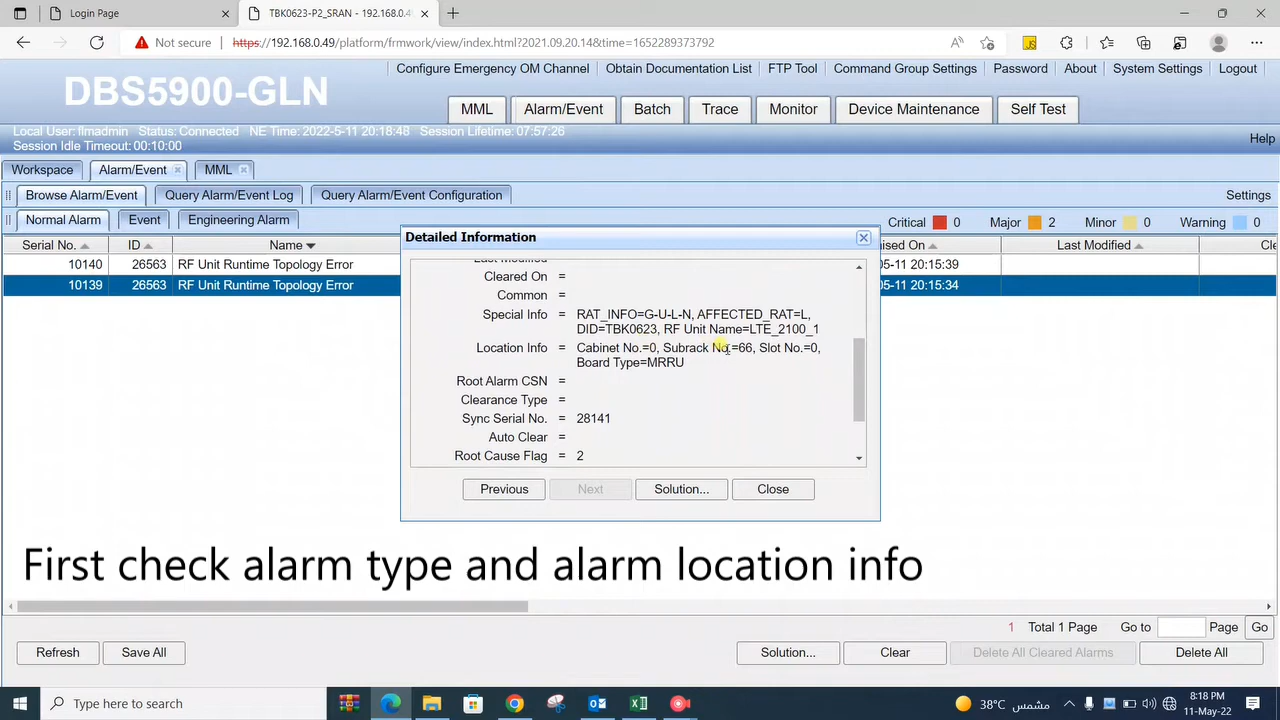 Login Page
TBK0623-P2_SRAN - 192.168.0.49
Not secure
https://192.168.0.49/platform/frmwork/view/index.html?2021.09.20.14&time=1652289373792
DBS5900-GLN
Configure Emergency OM Channel Obtain Documentation List FTP Tool Command Group Settings Password About System Settings Logout
MML Alarm/Event Batch Trace Monitor Device Maintenance Self Test
Local User: flmadmin Status: Connected NE Time: 2022-5-11 20:18:48 Session Lifetime: 07:57:26
Session Idle Timeout: 00:10:00
Help
Workspace Alarm/Event MML
Browse Alarm/Event Query Alarm/Event Log Query Alarm/Event Configuration Settings
Normal Alarm Event Engineering Alarm Critical 0 Major 2 Minor 0 Warning 0
Serial No. ID Name Last Modified
10140 26563 RF Unit Runtime Topology Error 05-11 20:15:39
10139 26563 RF Unit Runtime Topology Error 05-11 20:15:34
Detailed Information
Last Modified
Cleared On =
Common =
Special Info = RAT_INFO=G-U-L-N, AFFECTED_RAT=L,
DID=TBK0623, RF Unit Name=LTE_2100_1
Location Info = Cabinet No.=0, Subrack No.=66, Slot No.=0,
Board Type=MRRU
Root Alarm CSN =
Clearance Type =
Sync Serial No. = 28141
Auto Clear =
Root Cause Flag = 2
Previous Next Solution... Close
First check alarm type and alarm location info
1 Total 1 Page Go to Page Go
Refresh Save All Solution... Clear Delete All Cleared Alarms Delete All
Type here to search
38°C مشمس
8:18 PM
11-May-22